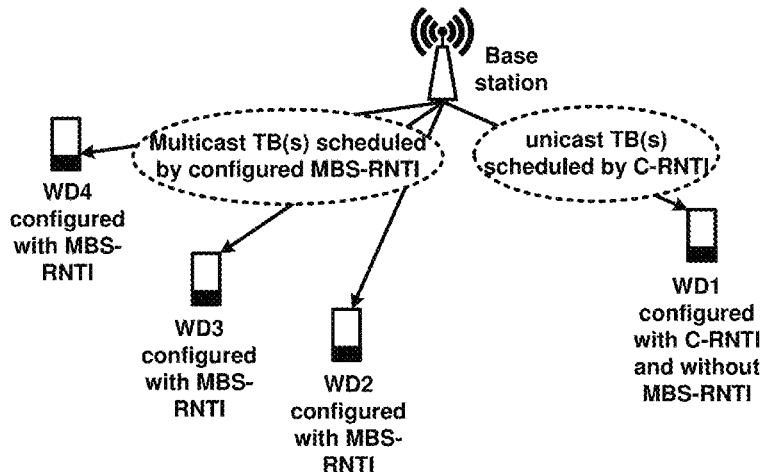 Base
station
Multicast TB(s) scheduled
by configured MBS-RNTI
unicast TB(s)
scheduled by C-RNTI
WD4
configured
with MBS-
RNTI
WD3
configured
with MBS-
RNTI
WD2
configured
with MBS-
RNTI
WD1
configured
with C-RNTI
and without
MBS-RNTI